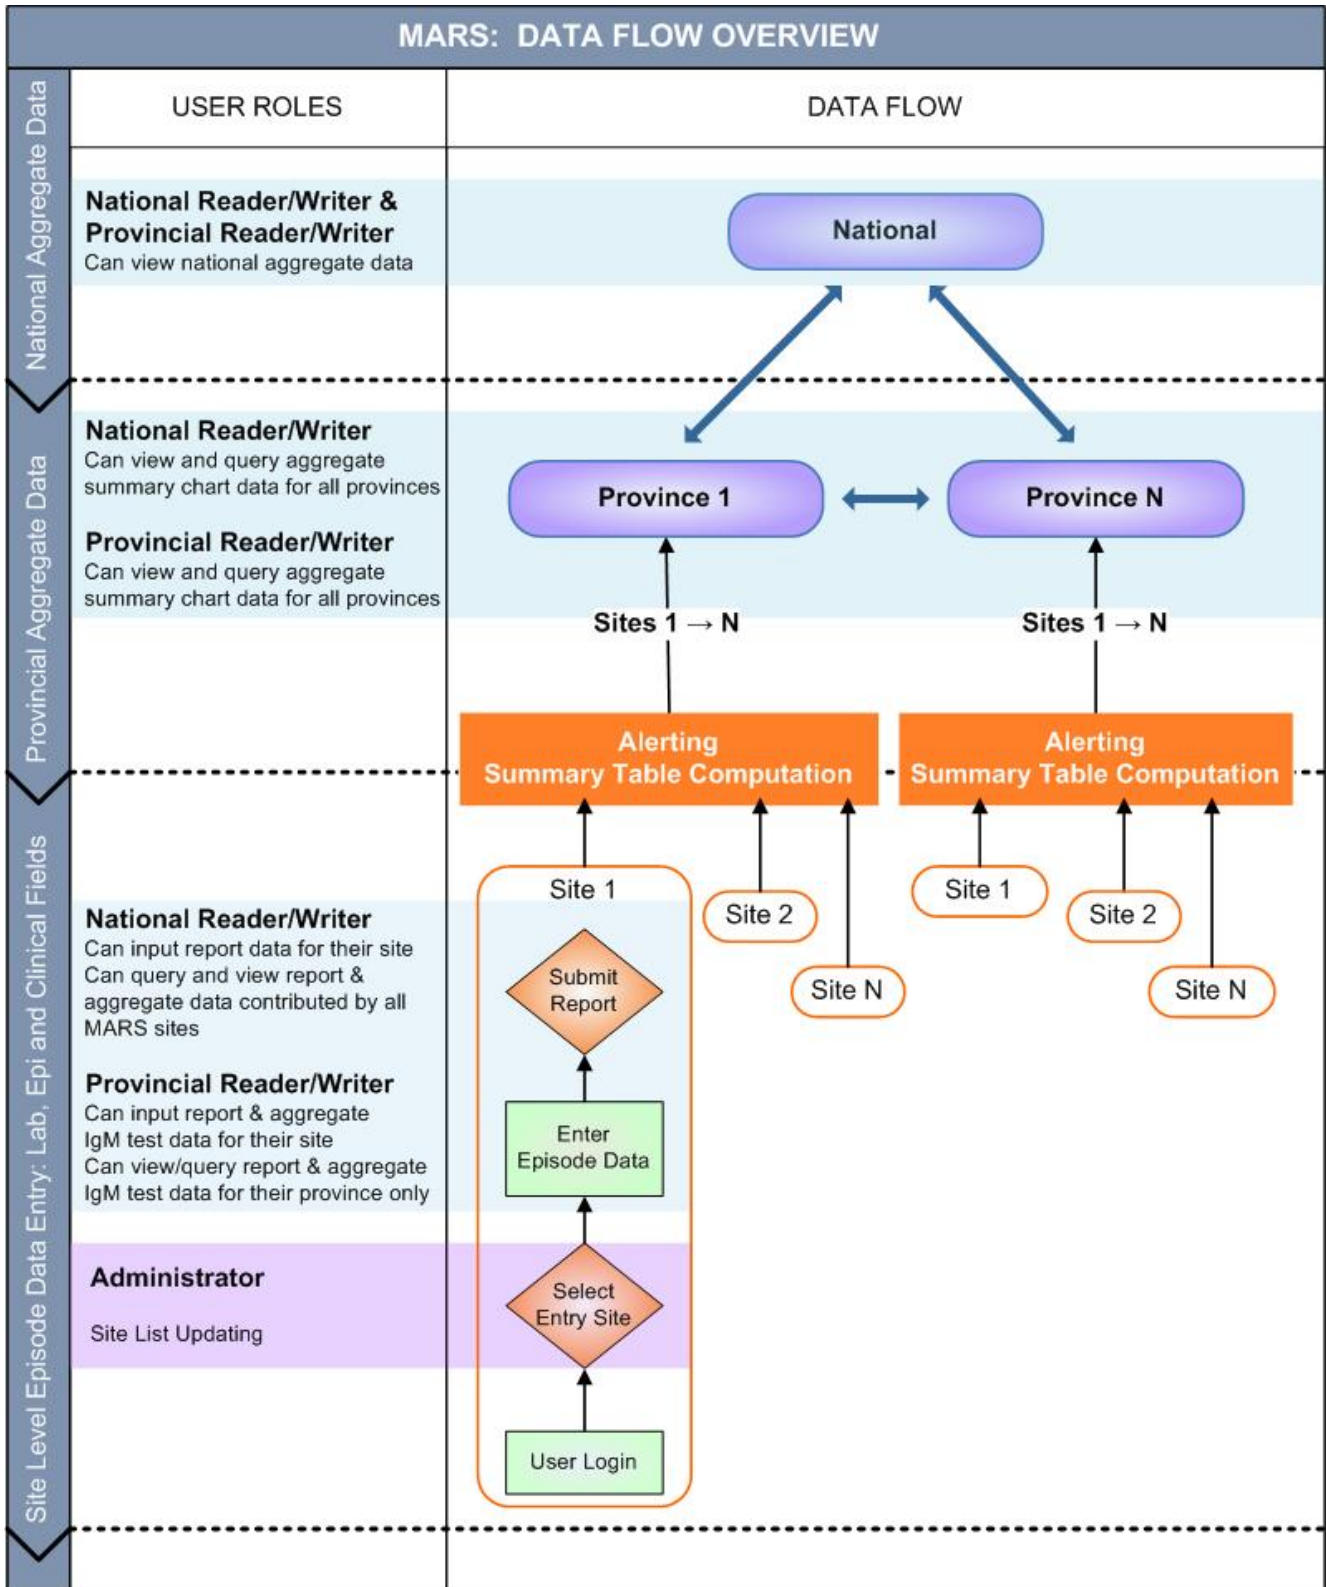 MARS: DATA FLOW OVERVIEW
USER ROLES
DATA FLOW
National Aggregate Data
National Reader/Writer &
Provincial Reader/Writer
Can view national aggregate data
National
Provincial Aggregate Data
National Reader/Writer
Can view and query aggregate
summary chart data for all provinces
Provincial Reader/Writer
Can view and query aggregate
summary chart data for all provinces
Province 1
Province N
Sites 1 → N
Sites 1 → N
Alerting
Summary Table Computation
Alerting
Summary Table Computation
Site Level Episode Data Entry: Lab, Epi and Clinical Fields
National Reader/Writer
Can input report data for their site
Can query and view report &
aggregate data contributed by all
MARS sites
Provincial Reader/Writer
Can input report & aggregate
IgM test data for their site
Can view/query report & aggregate
IgM test data for their province only
Administrator
Site List Updating
Site 1
Submit
Report
Enter
Episode Data
Select
Entry Site
User Login
Site 2
Site N
Site 1
Site 2
Site N